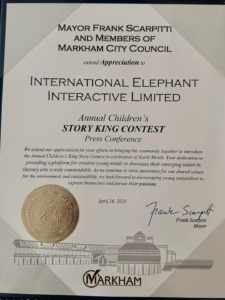 MAYOR FRANK SCARPITTI
AND MEMBERS OF
MARKHAM CITY COUNCIL
extend Appreciation to
INTERNATIONAL ELEPHANT
INTERACTIVE LIMITED
Annual Children's
STORY KING CONTEST
Press Conference
We extend our appreciation for your efforts in bringing the community together to introduce
the Annual Children's King Story Contest to celebration of Earth Month. Your dedication to
providing a platform for creative young minds to showcase their emerging talent in
literary arts is truly commendable. As we continue to raise awareness for our shared values
for the environment and sustainability, we look forward to encouraging young storytellers to
express themselves and pursue their passion.
April 16, 2023
Frank Scarpitti
Frank Scarpitti
Mayor
MARKHAM